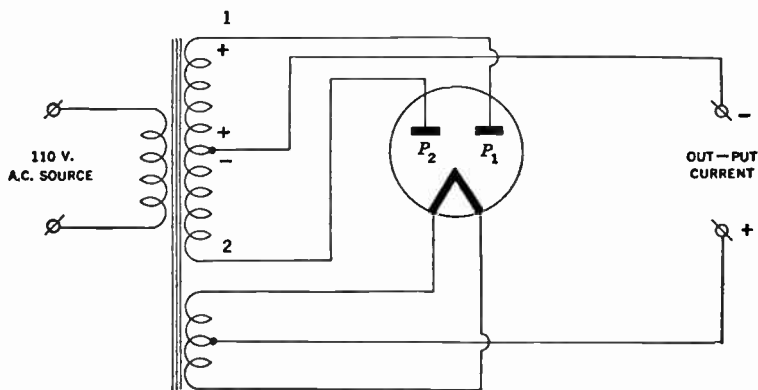 1
+
+
-
2
110 V.
A.C. SOURCE
P2 P1
-
OUT-PUT
CURRENT
+